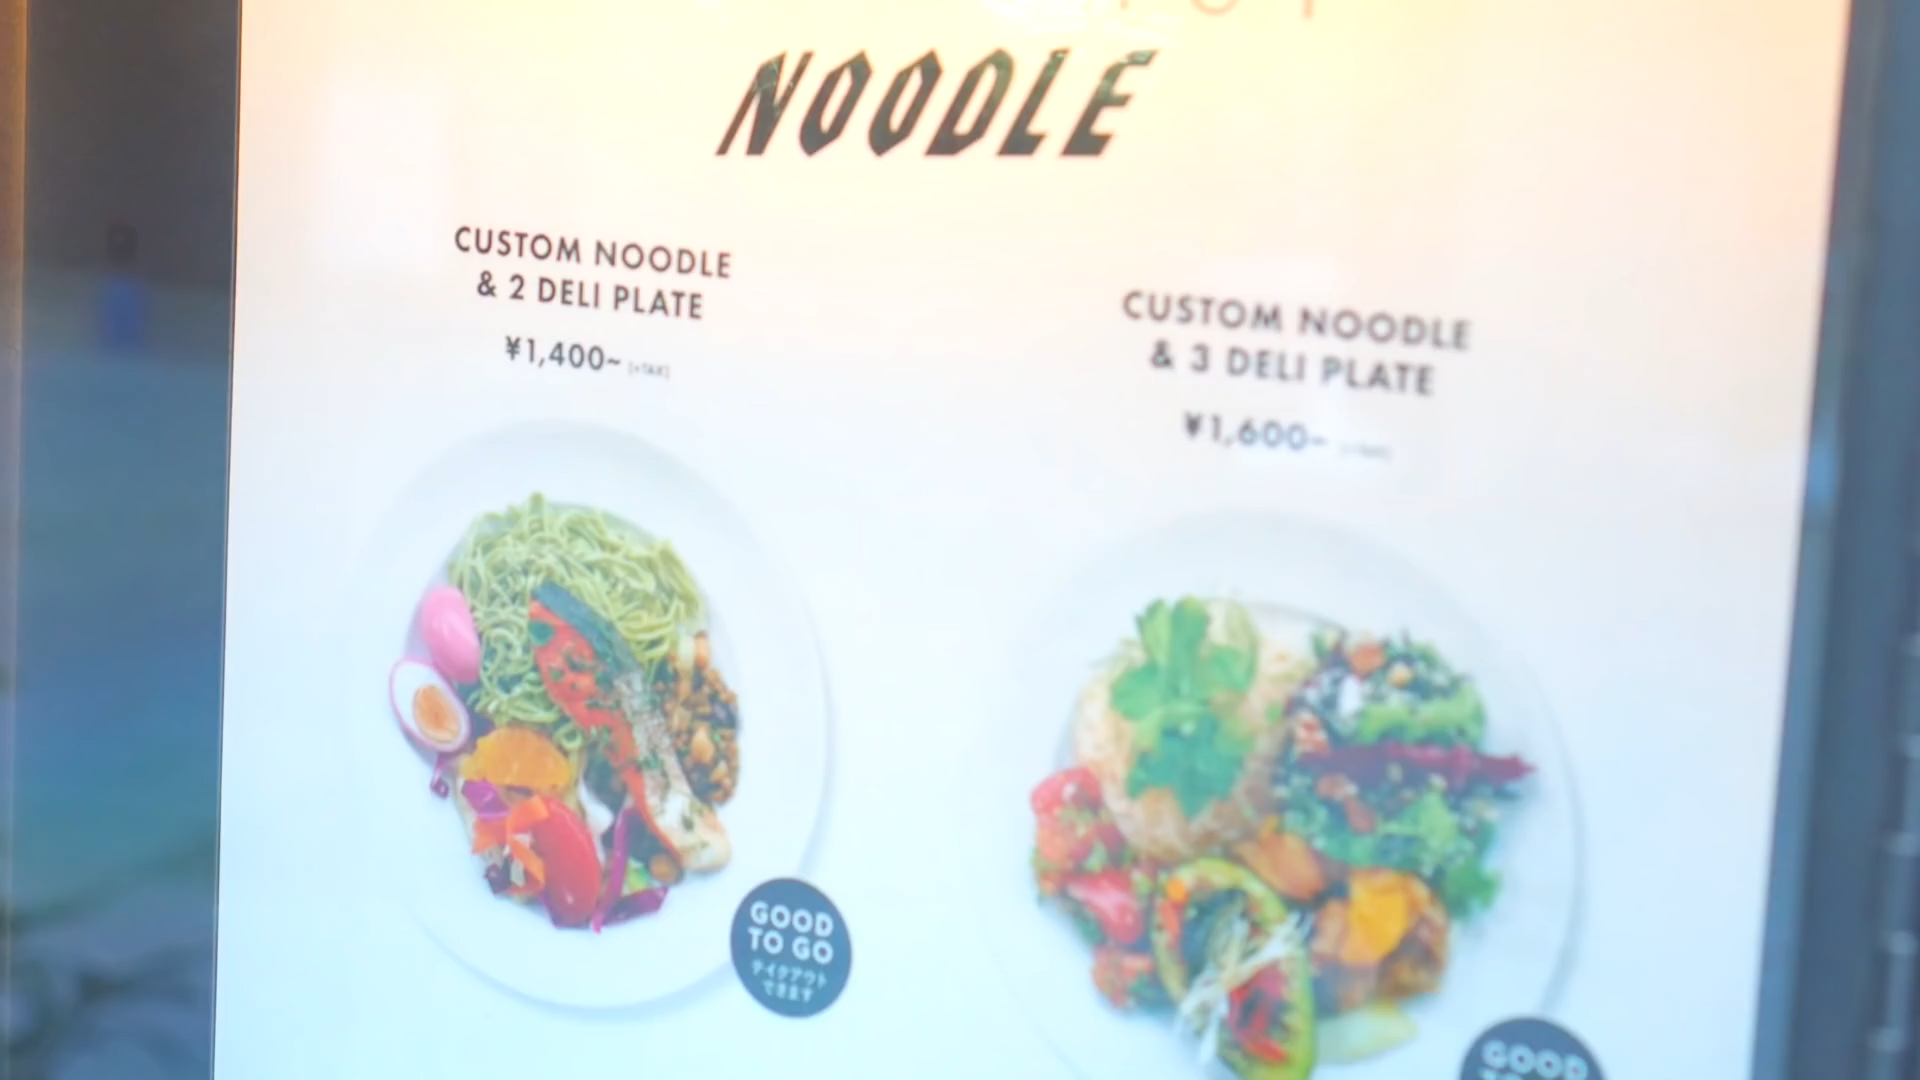 NOODLE
CUSTOM NOODLE
& 2 DELI PLATE
¥1,400~ [+TAX]
CUSTOM NOODLE
& 3 DELI PLATE
¥1,600~
GOOD
TO GO
テイクアウト
できます
GOOD